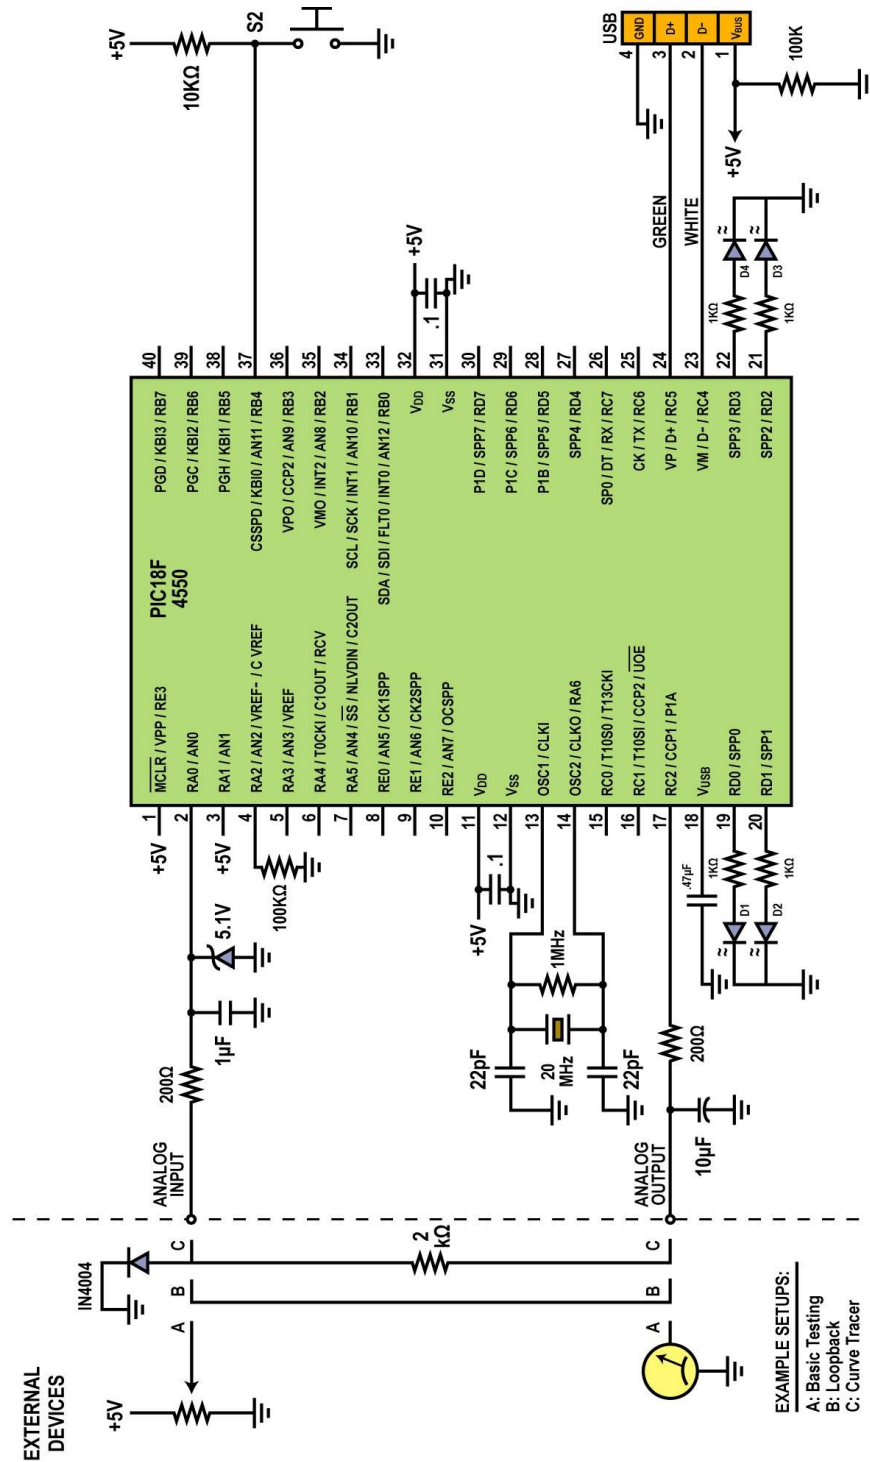 EXTERNAL
DEVICES
+5V
A
B
C
IN4004
2
kΩ
A
B
C
EXAMPLE SETUPS:
A: Basic Testing
B: Loopback
C: Curve Tracer
ANALOG
INPUT
200Ω
1µF
5.1V
ANALOG
OUTPUT
200Ω
10µF
22pF
20
MHz
22pF
1MHz
+5V
+5V
100KΩ
+5V
.1
.47µF
1KΩ
D1
1KΩ
D2
PIC18F
4550
1 MCLR / VPP / RE3
2 RA0 / AN0
3 RA1 / AN1
4 RA2 / AN2 / VREF- / C VREF
5 RA3 / AN3 / VREF
6 RA4 / T0CKI / C1OUT / RCV
7 RA5 / AN4 / SS / NLVDIN / C2OUT
8 RE0 / AN5 / CK1SPP
9 RE1 / AN6 / CK2SPP
10 RE2 / AN7 / OCSPP
11 VDD
12 VSS
13 OSC1 / CLKI
14 OSC2 / CLKO / RA6
15 RC0 / T10S0 / T13CKI
16 RC1 / T10SI / CCP2 / UOE
17 RC2 / CCP1 / P1A
18 VUSB
19 RD0 / SPP0
20 RD1 / SPP1
PGD / KBI3 / RB7 40
PGC / KBI2 / RB6 39
PGH / KBI1 / RB5 38
CSSPD / KBI0 / AN11 / RB4 37
VPO / CCP2 / AN9 / RB3 36
VMO / INT2 / AN8 / RB2 35
SCL / SCK / INT1 / AN10 / RB1 34
SDA / SDI / FLT0 / INT0 / AN12 / RB0 33
VDD 32
VSS 31
P1D / SPP7 / RD7 30
P1C / SPP6 / RD6 29
P1B / SPP5 / RD5 28
SPP4 / RD4 27
SP0 / DT / RX / RC7 26
CK / TX / RC6 25
VP / D+ / RC5 24
VM / D- / RC4 23
SPP3 / RD3 22
SPP2 / RD2 21
+5V
10KΩ
S2
.1
+5V
GREEN
WHITE
1KΩ
D4
1KΩ
D3
USB
4 GND
3 D+
2 D-
1 VBUS
+5V
100K